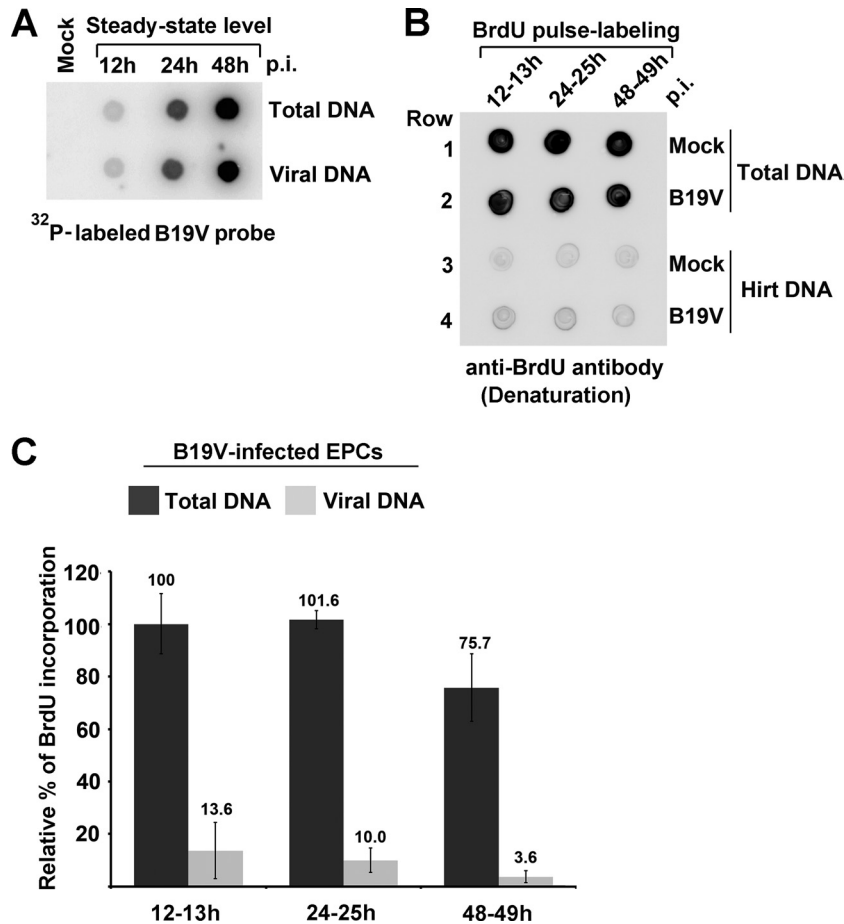 A
Mock
Steady-state level
12h 24h 48h p.i.
Total DNA
Viral DNA
32P-labeled B19V probe
B
BrdU pulse-labeling
12-13h 24-25h 48-49h p.i.
Row
1 Mock
2 B19V
Total DNA
3 Mock
4 B19V
Hirt DNA
anti-BrdU antibody
(Denaturation)
C
B19V-infected EPCs
Total DNA Viral DNA
Relative % of BrdU incorporation
120
100
80
60
40
20
100
13.6
101.6
10.0
75.7
3.6
12-13h 24-25h 48-49h